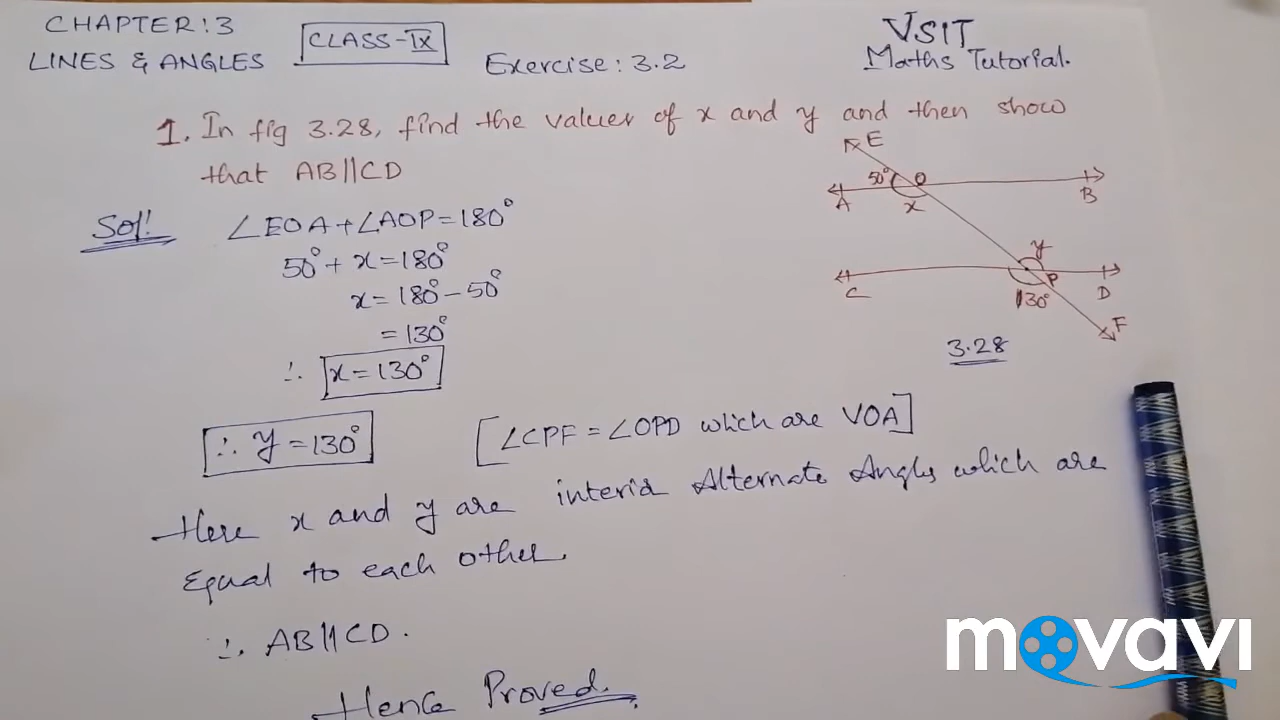 CHAPTER: 3
LINES & ANGLES
CLASS-IX
Exercise: 3.2
VSIT
Maths Tutorial.
1. In fig 3.28, find the values of x and y and then show
that AB||CD
E
50°
O
A
B
x
y
C
P
D
130°
F
3.28
Sol!
∠EOA + ∠AOP = 180°
50° + x = 180°
x = 180° - 50°
= 130°
∴ x = 130°
∴ y = 130°
[∠CPF = ∠OPD which are VOA]
Here x and y are interior Alternate Angles which are
Equal to each other.
∴ AB||CD.
Hence Proved.
movavi